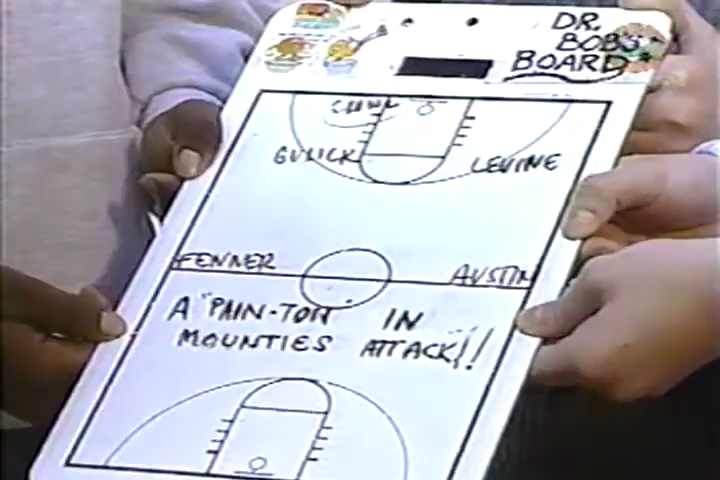 DR.
BOB'S
BOARD
GULICK LEVINE
FENNER AUSTIN
A "PAIN-TON" IN
MOUNTIES ATTACK!!